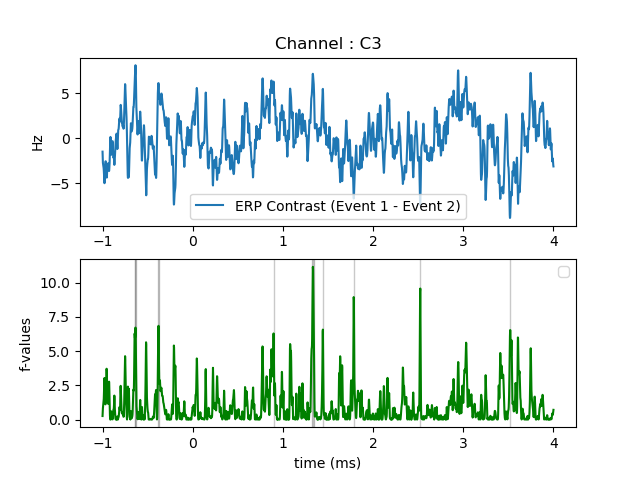 Channel : C3
Hz
5
0
−5
ERP Contrast (Event 1 - Event 2)
−1 0 1 2 3 4
f-values
10.0
7.5
5.0
2.5
0.0
−1 0 1 2 3 4
time (ms)